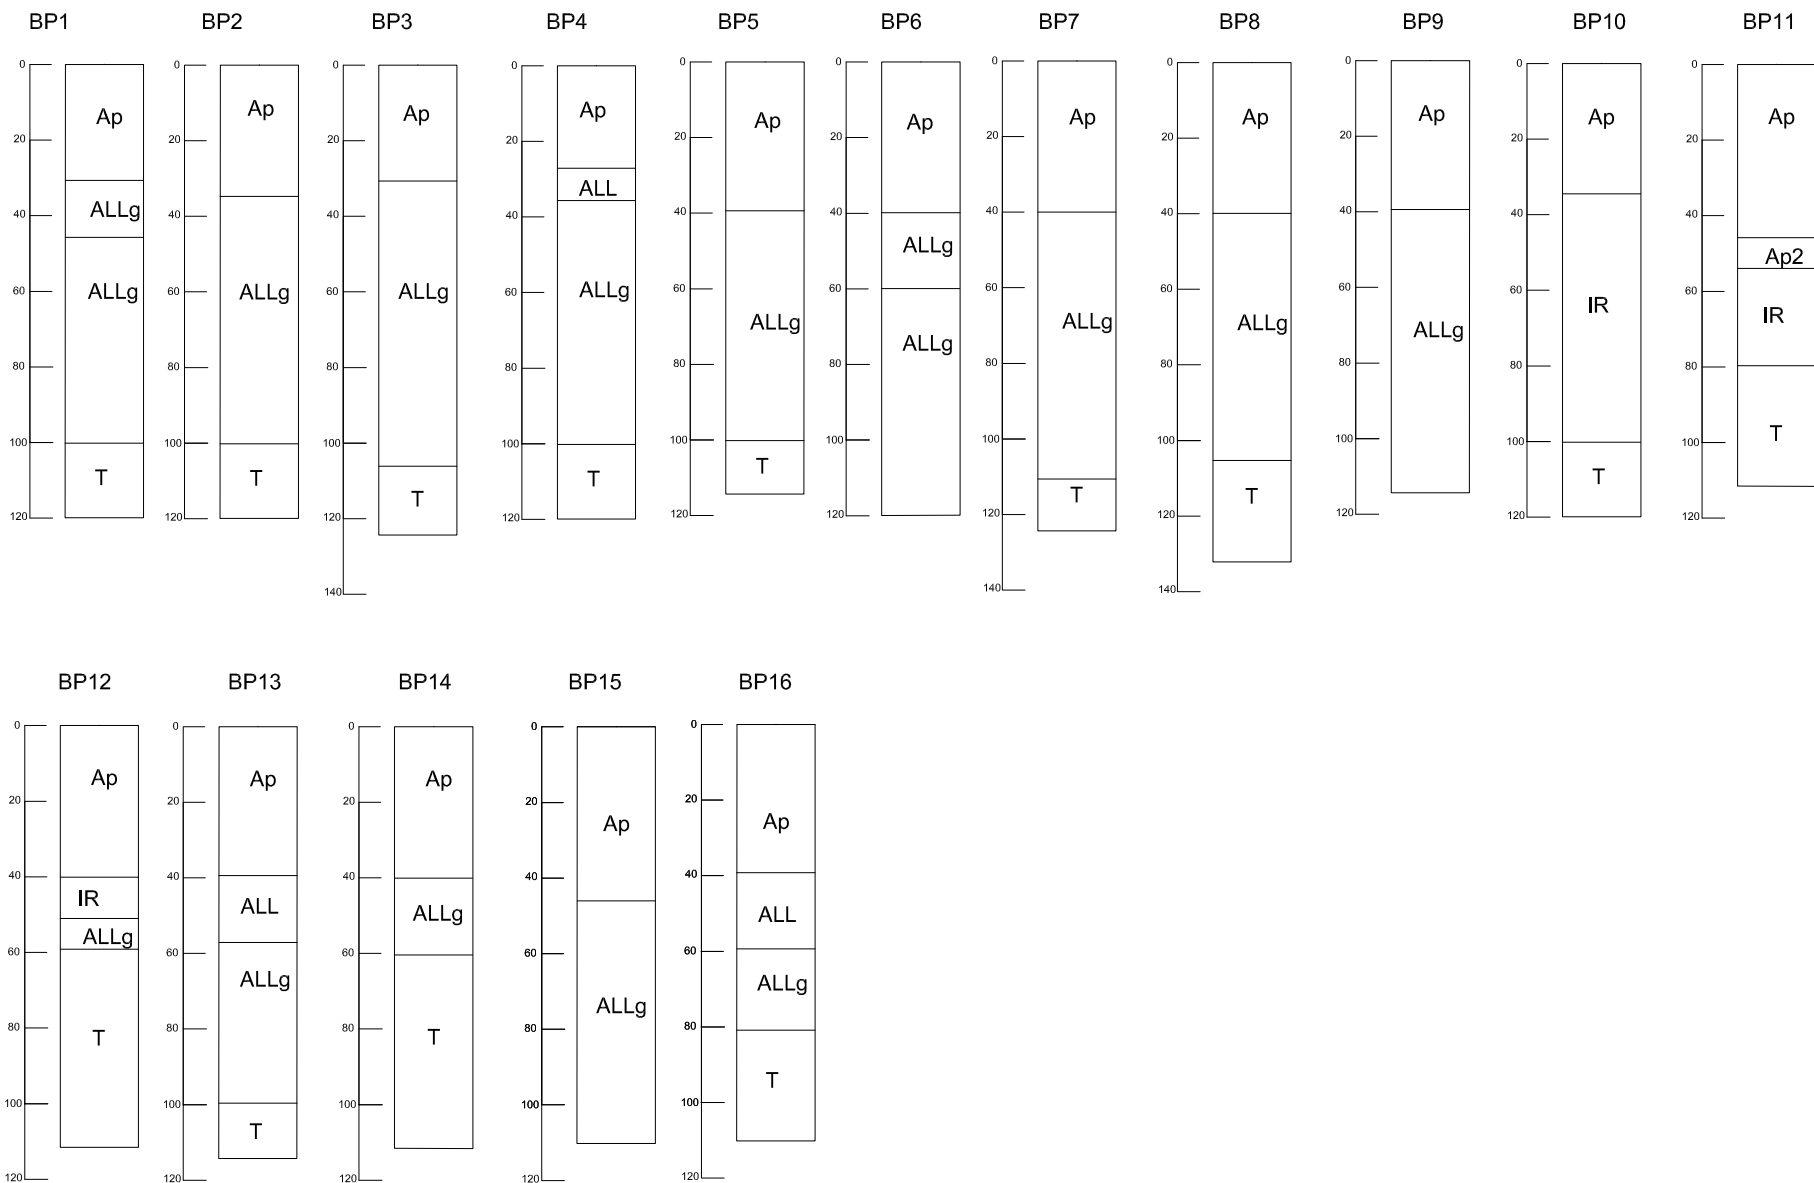 BP1 BP2 BP3 BP4 BP5 BP6 BP7 BP8 BP9 BP10 BP11
0 0 0 0 0 0 0 0 0 0 0
Ap Ap Ap Ap Ap Ap Ap Ap Ap Ap Ap
20 20 20 20 20 20 20 20 20 20 20
ALL
ALLg
40 40 40 40 40 40 40 40 40 40 40
ALLg
Ap2
60 60 60 60 60 60 60 60 60 60 60
ALLg ALLg ALLg ALLg ALLg ALLg ALLg ALLg ALLg IR IR
80 80 80 80 80 80 80 80 80 80 80
T
100 100 100 100 100 100 100 100 100 100 100
T T T T T T T T
120 120 120 120 120 120 120 120 120 120 120
140 140 140
BP12 BP13 BP14 BP15 BP16
0 0 0 0 0
Ap Ap Ap Ap Ap
20 20 20 20 20
40 40 40 40 40
IR ALL ALLg ALL
ALLg
60 60 60 60 60
ALLg ALLg ALLg
80 80 80 80 80
T T T
100 100 100 100 100
T
120 120 120 120 120